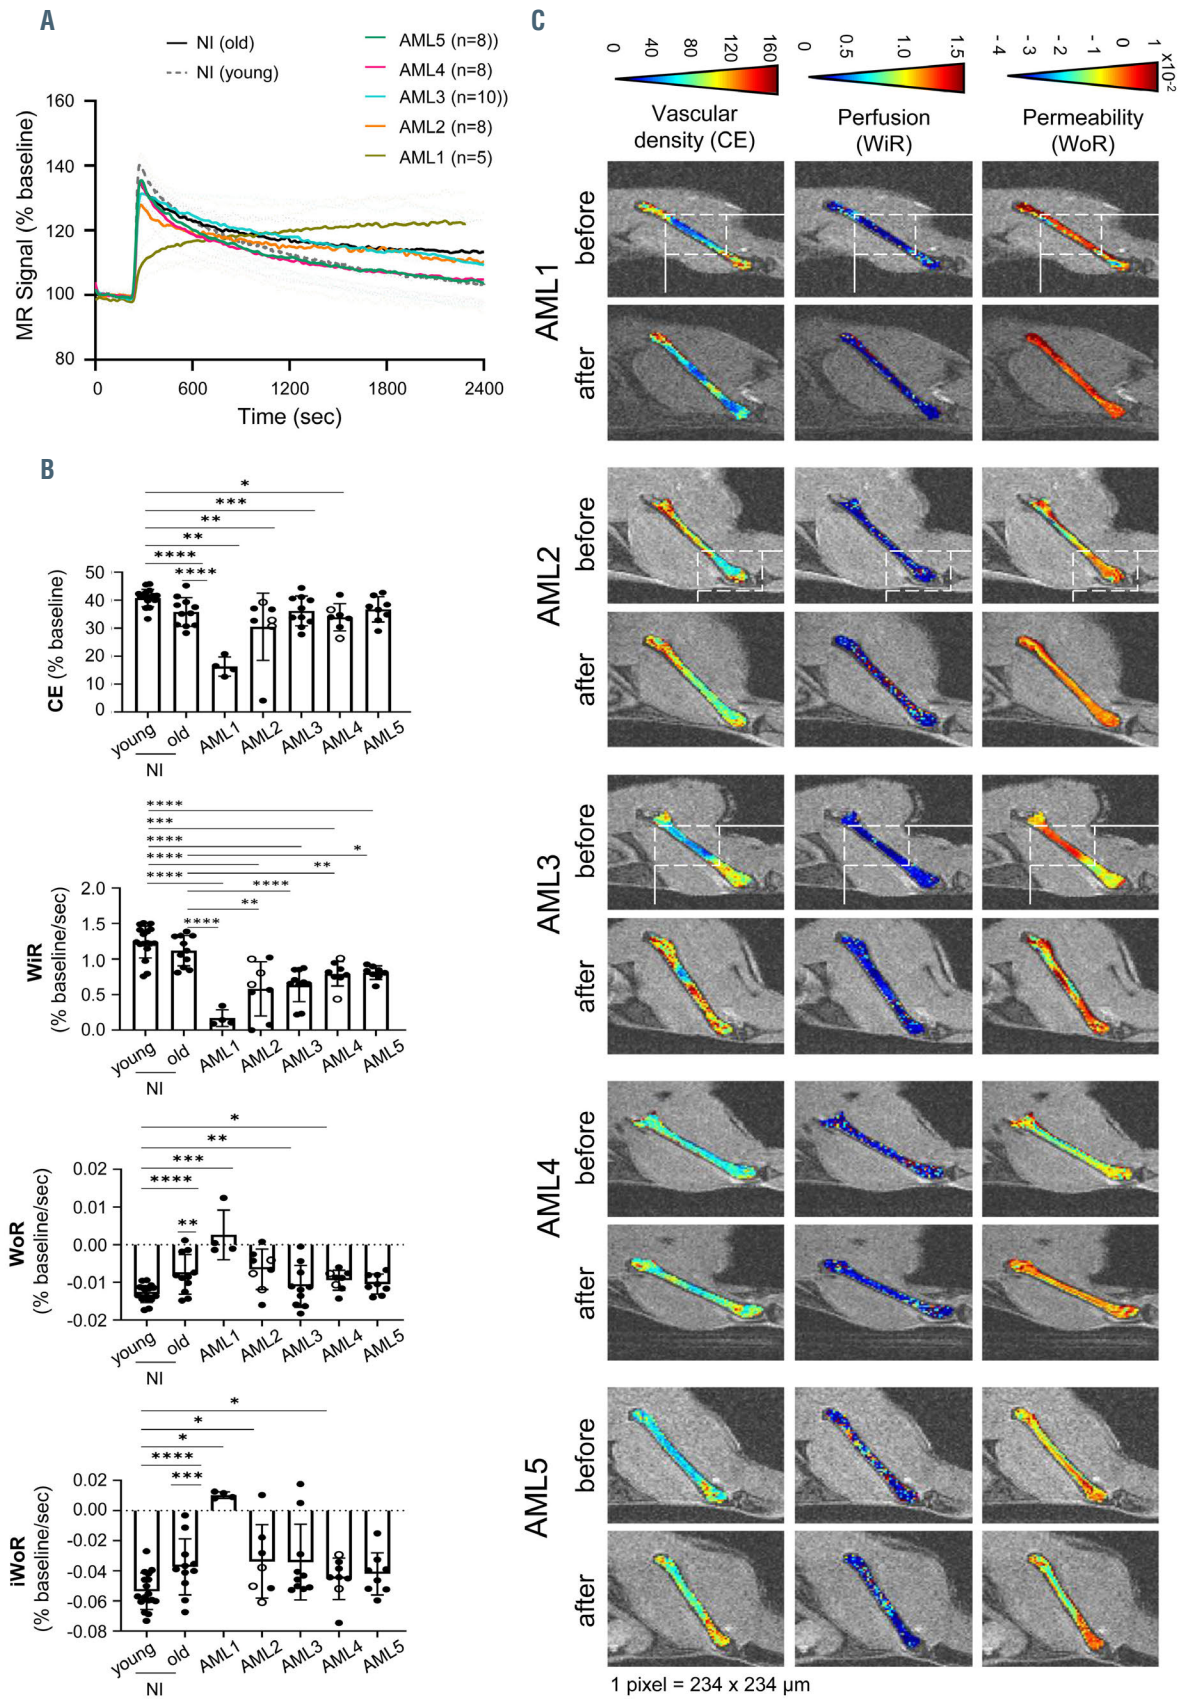 A
NI (old)
NI (young)
AML5 (n=8))
AML4 (n=8)
AML3 (n=10))
AML2 (n=8)
AML1 (n=5)
MR Signal (% baseline)
160
140
120
100
80
0 600 1200 1800 2400
Time (sec)
B
*
***
**
**
****
****
CE (% baseline)
50
40
30
20
10
0
young old AML1 AML2 AML3 AML4 AML5
NI
****
***
****
*
****
**
****
****
**
****
WiR
(% baseline/sec)
2.0
1.5
1.0
0.5
0.0
young old AML1 AML2 AML3 AML4 AML5
NI
*
**
***
****
**
WoR
(% baseline/sec)
0.02
0.01
0.00
-0.01
-0.02
young old AML1 AML2 AML3 AML4 AML5
NI
*
*
*
****
***
iWoR
(% baseline/sec)
0.02
0.00
-0.02
-0.04
-0.06
-0.08
young old AML1 AML2 AML3 AML4 AML5
NI
C
0 40 80 120 160
Vascular
density (CE)
0 0.5 1.0 1.5
Perfusion
(WiR)
-4 -3 -2 -1 0 1
x10-2
Permeability
(WoR)
AML1
before
after
AML2
before
after
AML3
before
after
AML4
before
after
AML5
before
after
1 pixel = 234 x 234 µm